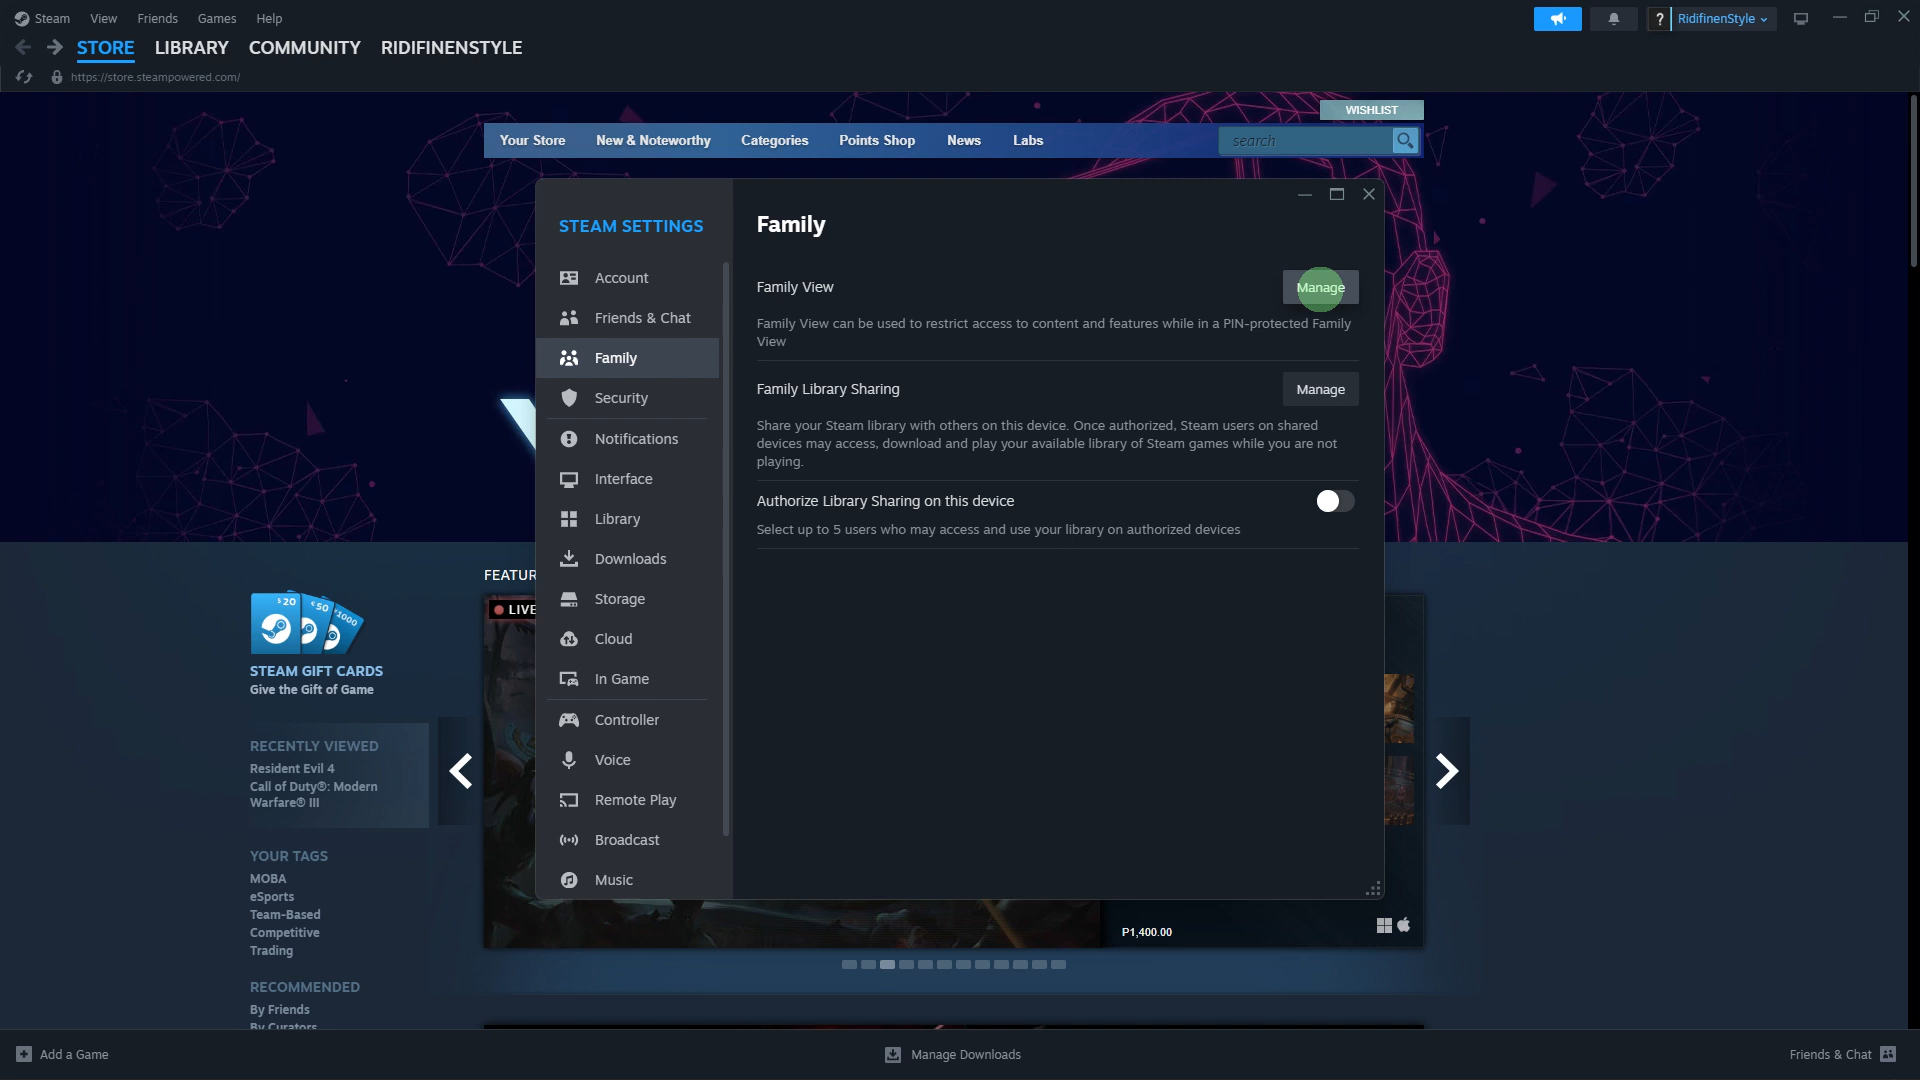 Steam View Friends Games Help
? RidifinenStyle
STORE LIBRARY COMMUNITY RIDIFINENSTYLE
https://store.steampowered.com/
WISHLIST
Your Store New & Noteworthy Categories Points Shop News Labs
search
STEAM SETTINGS
Account
Friends & Chat
Family
Security
Notifications
Interface
Library
Downloads
Storage
Cloud
In Game
Controller
Voice
Remote Play
Broadcast
Music
Family
Family View
Manage
Family View can be used to restrict access to content and features while in a PIN-protected Family
View
Family Library Sharing
Manage
Share your Steam library with others on this device. Once authorized, Steam users on shared
devices may access, download and play your available library of Steam games while you are not
playing.
Authorize Library Sharing on this device
Select up to 5 users who may access and use your library on authorized devices
FEATUR
LIVE
$20 €50 ¥1000
STEAM GIFT CARDS
Give the Gift of Game
RECENTLY VIEWED
Resident Evil 4
Call of Duty®: Modern
Warfare® III
YOUR TAGS
MOBA
eSports
Team-Based
Competitive
Trading
RECOMMENDED
By Friends
By Curators
P1,400.00
Add a Game
Manage Downloads
Friends & Chat